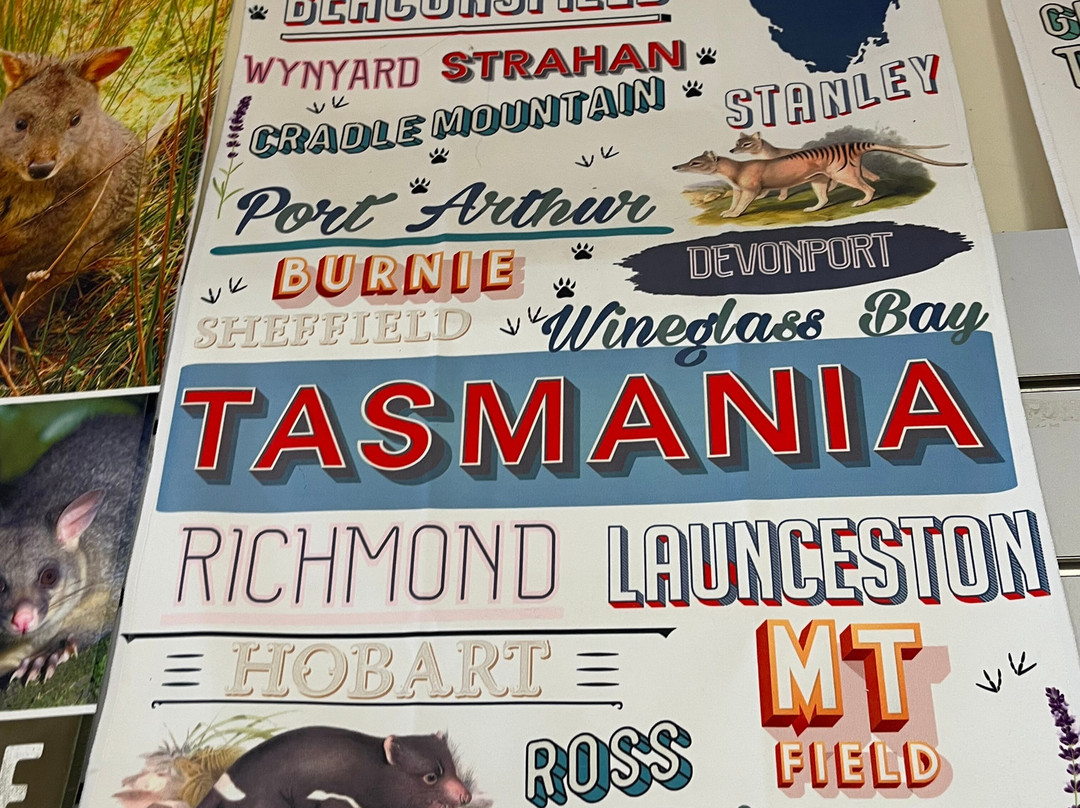 BEACONSFIELD
WYNYARD STRAHAN
CRADLE MOUNTAIN
STANLEY
Port Arthur
DEVONPORT
BURNIE
SHEFFIELD
Wineglass Bay
TASMANIA
RICHMOND LAUNCESTON
HOBART
MT
FIELD
ROSS